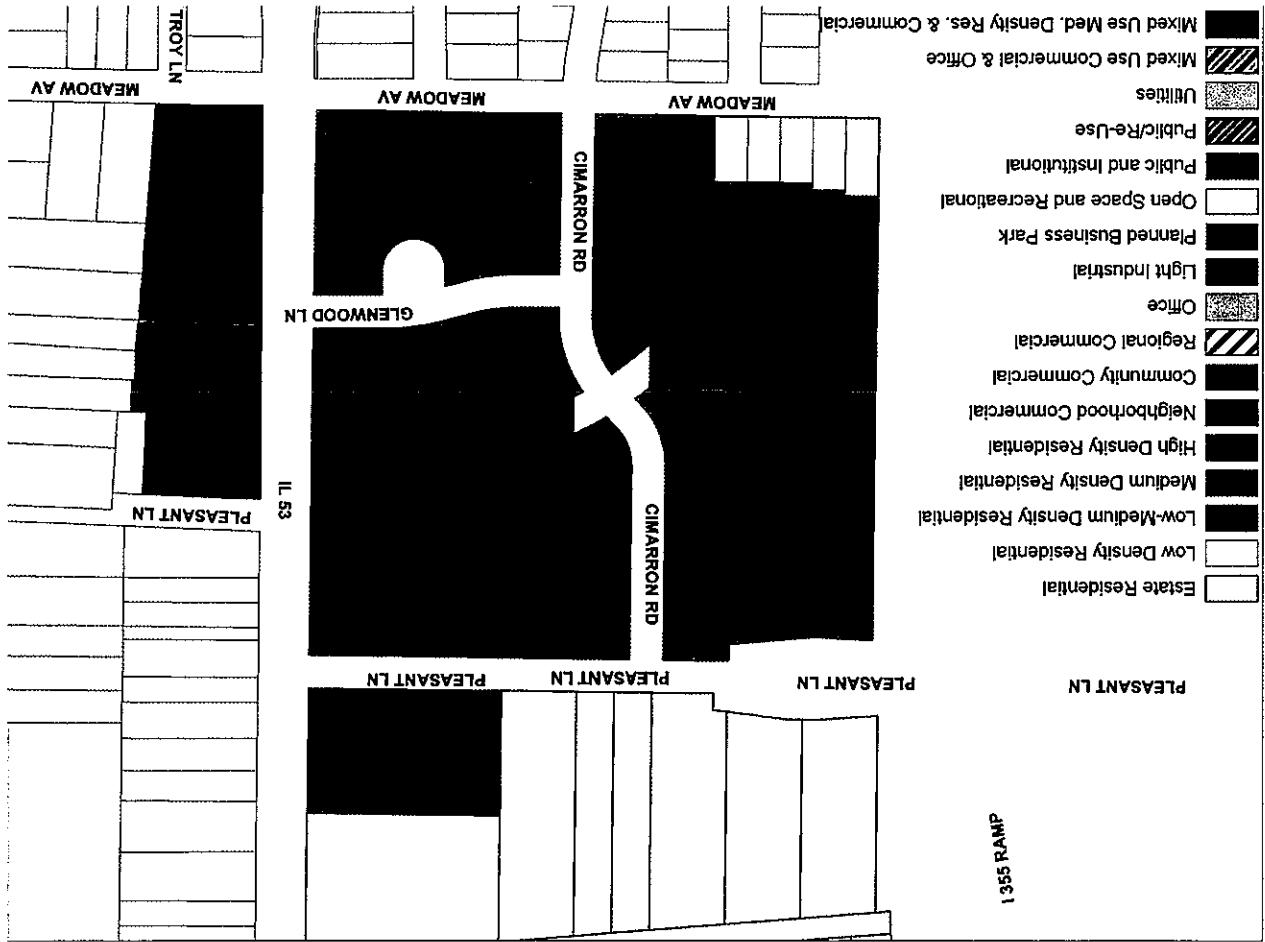 I 355 RAMP
PLEASANT LN
PLEASANT LN
PLEASANT LN
PLEASANT LN
PLEASANT LN
CIMARRON RD
IL 53
GLENWOOD LN
CIMARRON RD
MEADOW AV
MEADOW AV
MEADOW AV
TROY LN
Estate Residential
Low Density Residential
Low-Medium Density Residential
Medium Density Residential
High Density Residential
Neighborhood Commercial
Community Commercial
Regional Commercial
Office
Light Industrial
Planned Business Park
Open Space and Recreational
Public and Institutional
Public/Re-Use
Utilities
Mixed Use Commercial & Office
Mixed Use Med. Density. Res. & Commercial